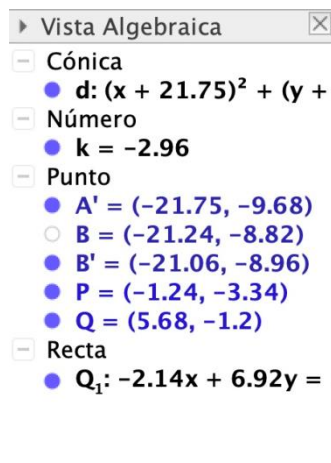 Vista Algebraica
Cónica
d: (x + 21.75)² + (y +
Número
k = −2.96
Punto
A' = (−21.75, −9.68)
B = (−21.24, −8.82)
B' = (−21.06, −8.96)
P = (−1.24, −3.34)
Q = (5.68, −1.2)
Recta
Q₁: −2.14x + 6.92y =